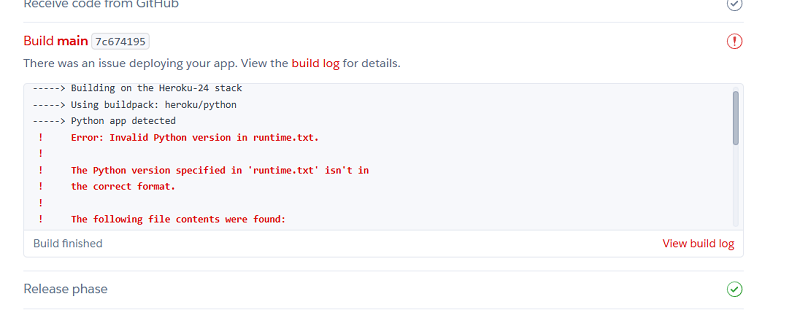 Receive code from GitHub
Build main 7c674195
There was an issue deploying your app. View the build log for details.
-----> Building on the Heroku-24 stack
-----> Using buildpack: heroku/python
-----> Python app detected
! Error: Invalid Python version in runtime.txt.
!
! The Python version specified in 'runtime.txt' isn't in
! the correct format.
!
! The following file contents were found:
Build finished View build log
Release phase